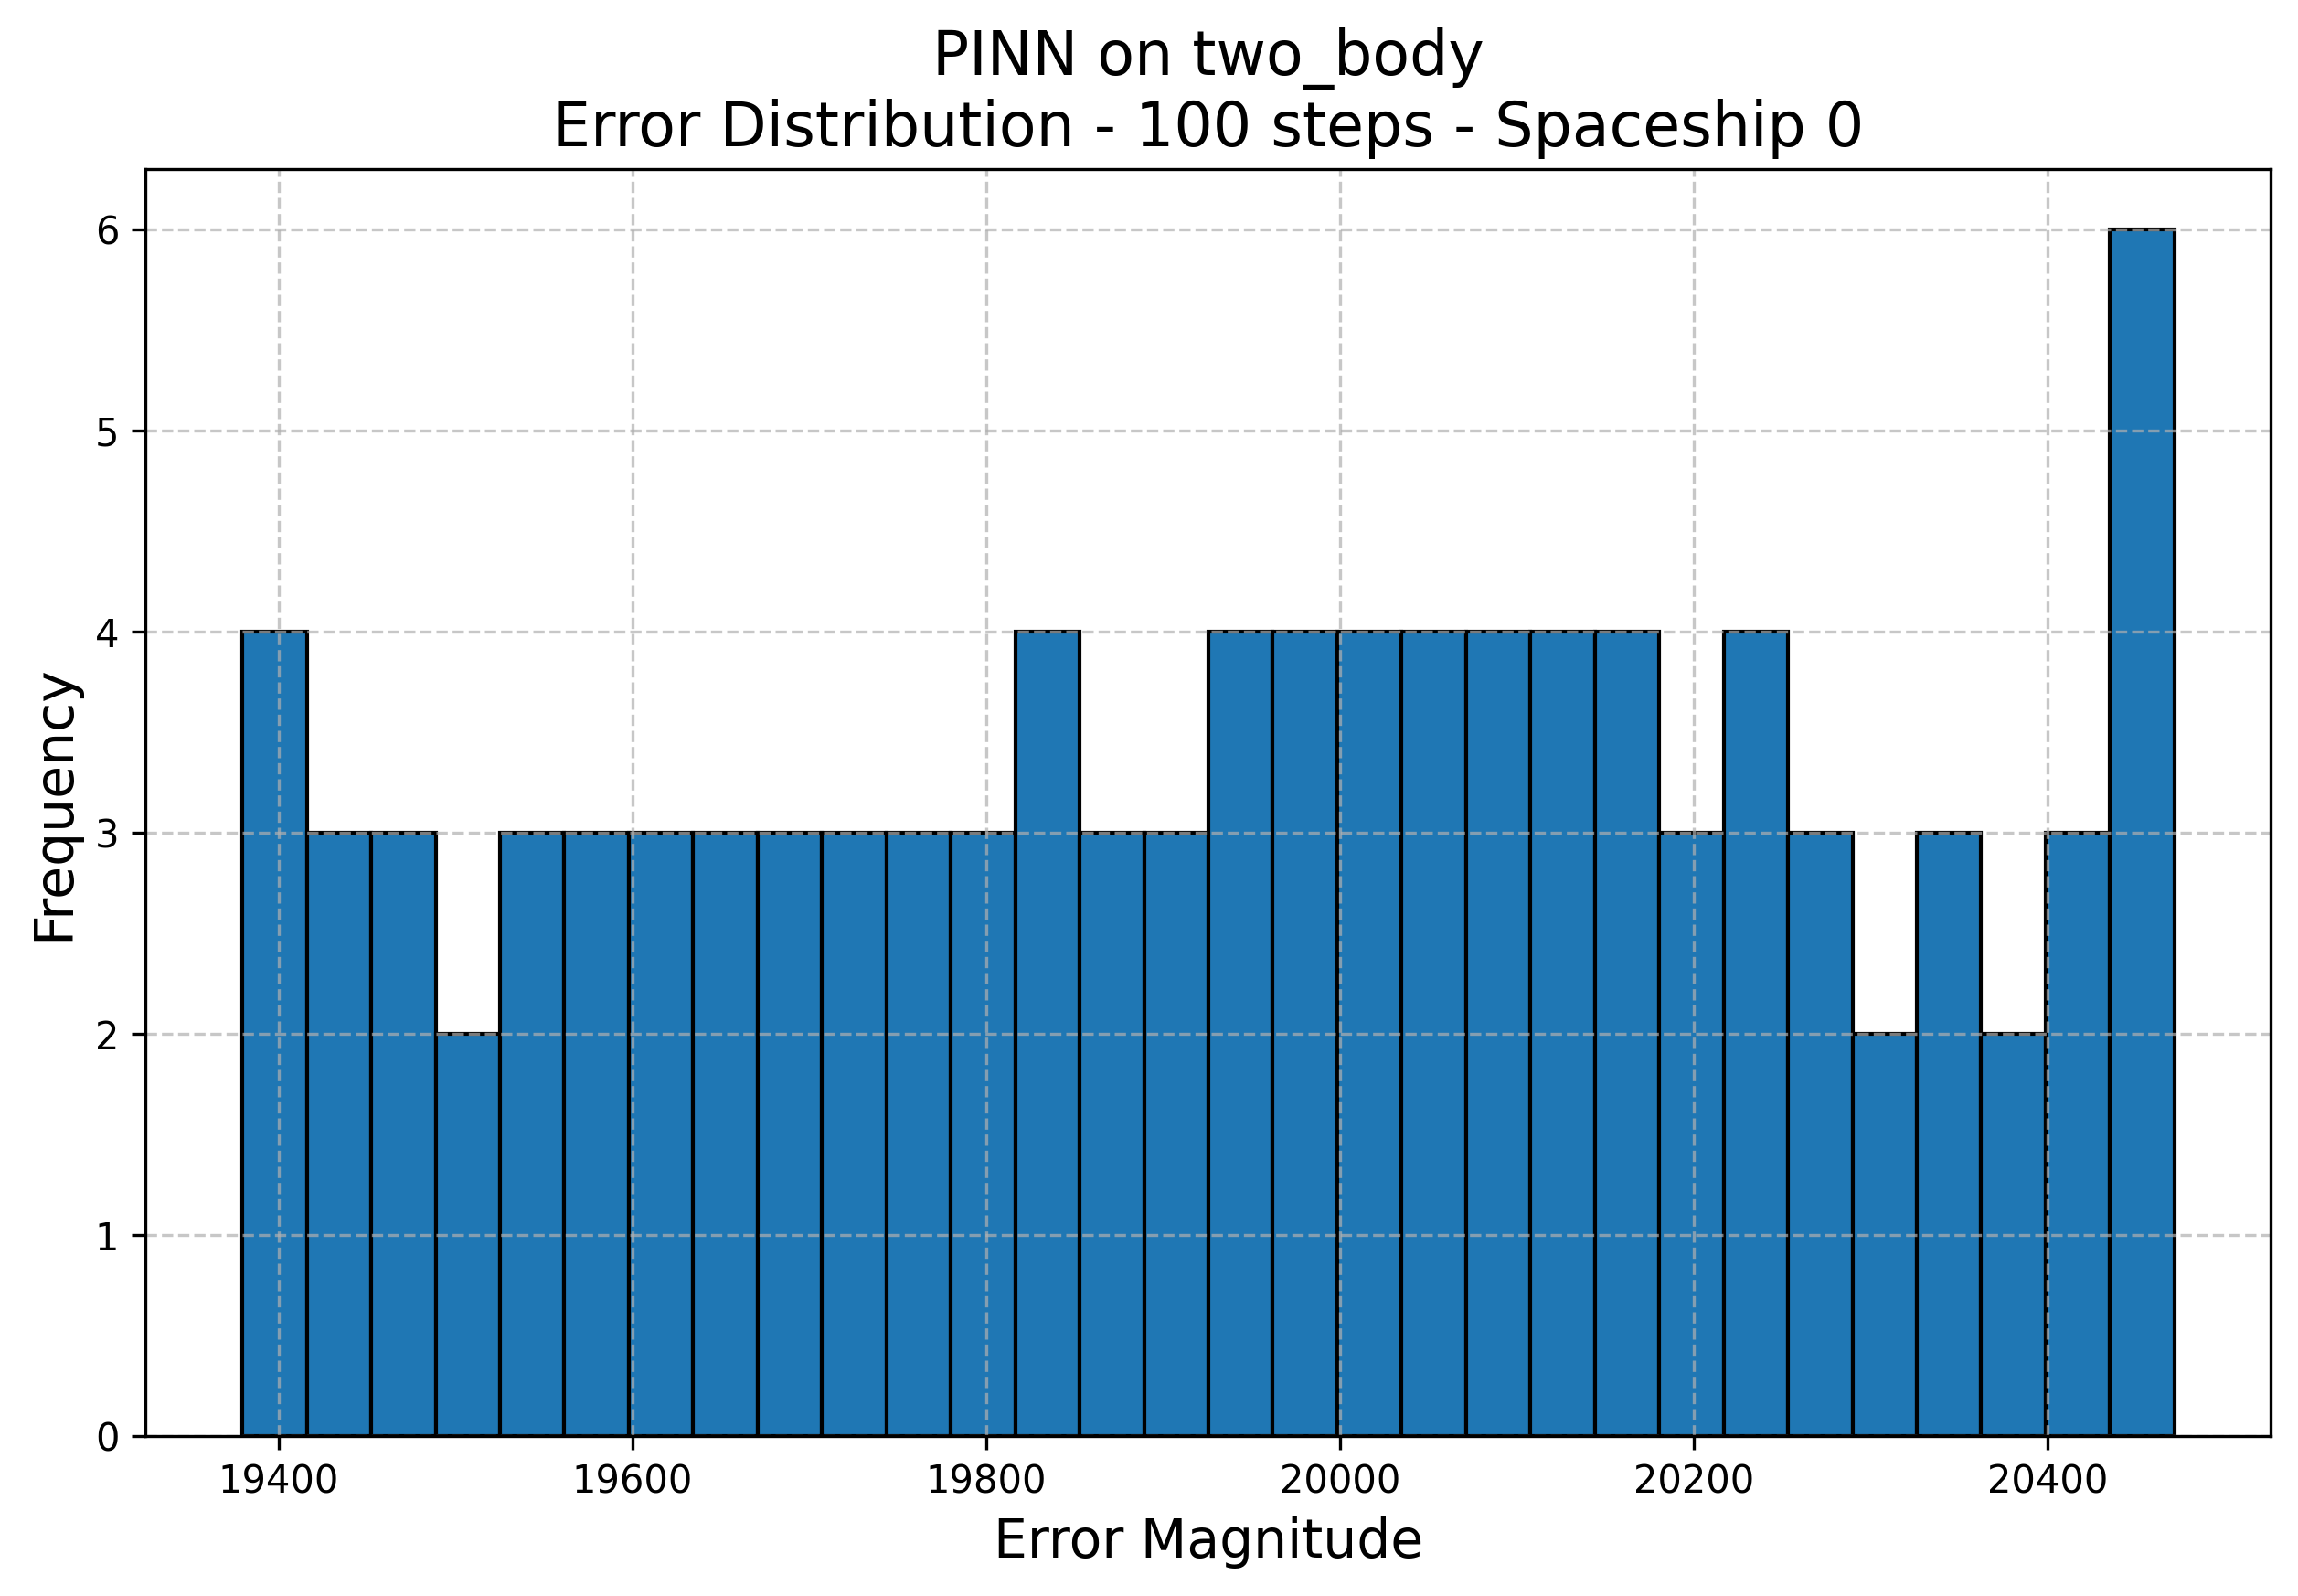 PINN on two_body
Error Distribution - 100 steps - Spaceship 0
6
5
4
3
2
1
0
Frequency
19400 19600 19800 20000 20200 20400
Error Magnitude